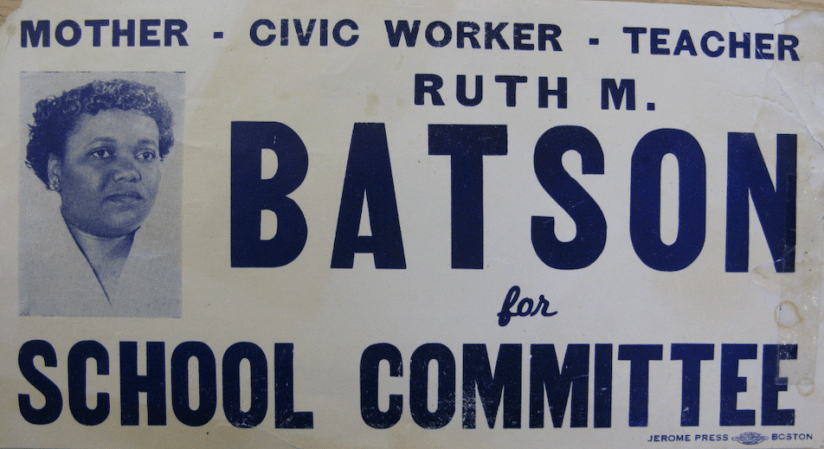 MOTHER - CIVIC WORKER - TEACHER
RUTH M.
BATSON
for
SCHOOL COMMITTEE
JEROME PRESS BOSTON